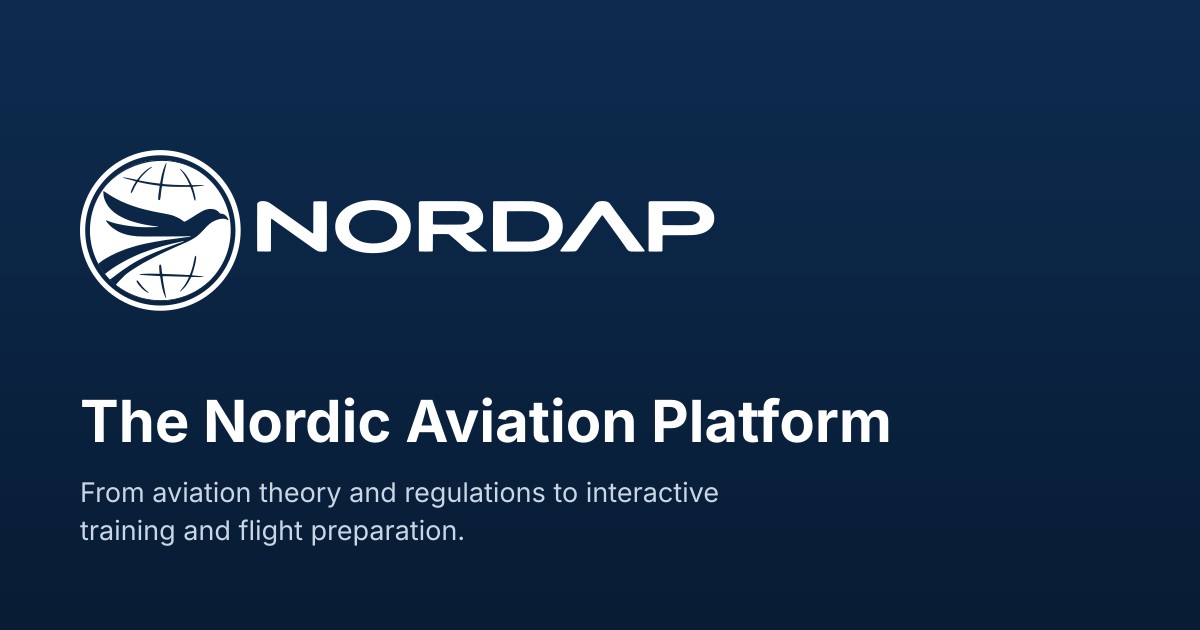 NORDAP
The Nordic Aviation Platform
From aviation theory and regulations to interactive
training and flight preparation.